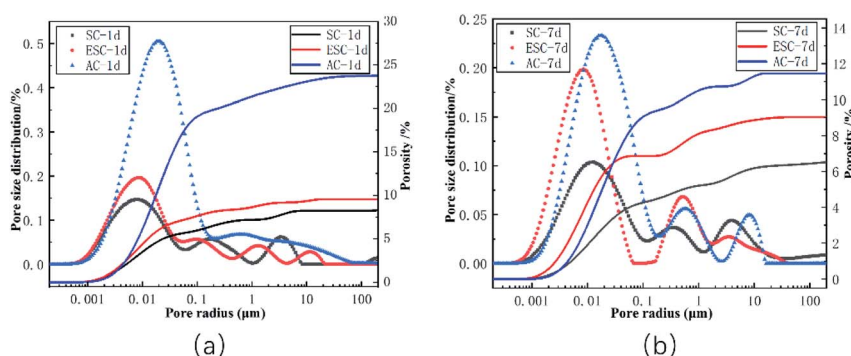 (a)
SC-1d
ESC-1d
AC-1d
SC-1d
ESC-1d
AC-1d
Pore size distribution/%
0.5
0.4
0.3
0.2
0.1
0.0
Porosity /%
30
25
20
15
10
5
0
0.001 0.01 0.1 1 10 100
Pore radius (μm)
(a)
(b)
SC-7d
ESC-7d
AC-7d
SC-7d
ESC-7d
AC-7d
Pore size distribution/%
0.25
0.20
0.15
0.10
0.05
0.00
Porosity /%
14
12
10
8
6
4
2
0
0.001 0.01 0.1 1 10 100
Pore radius (μm)
(b)